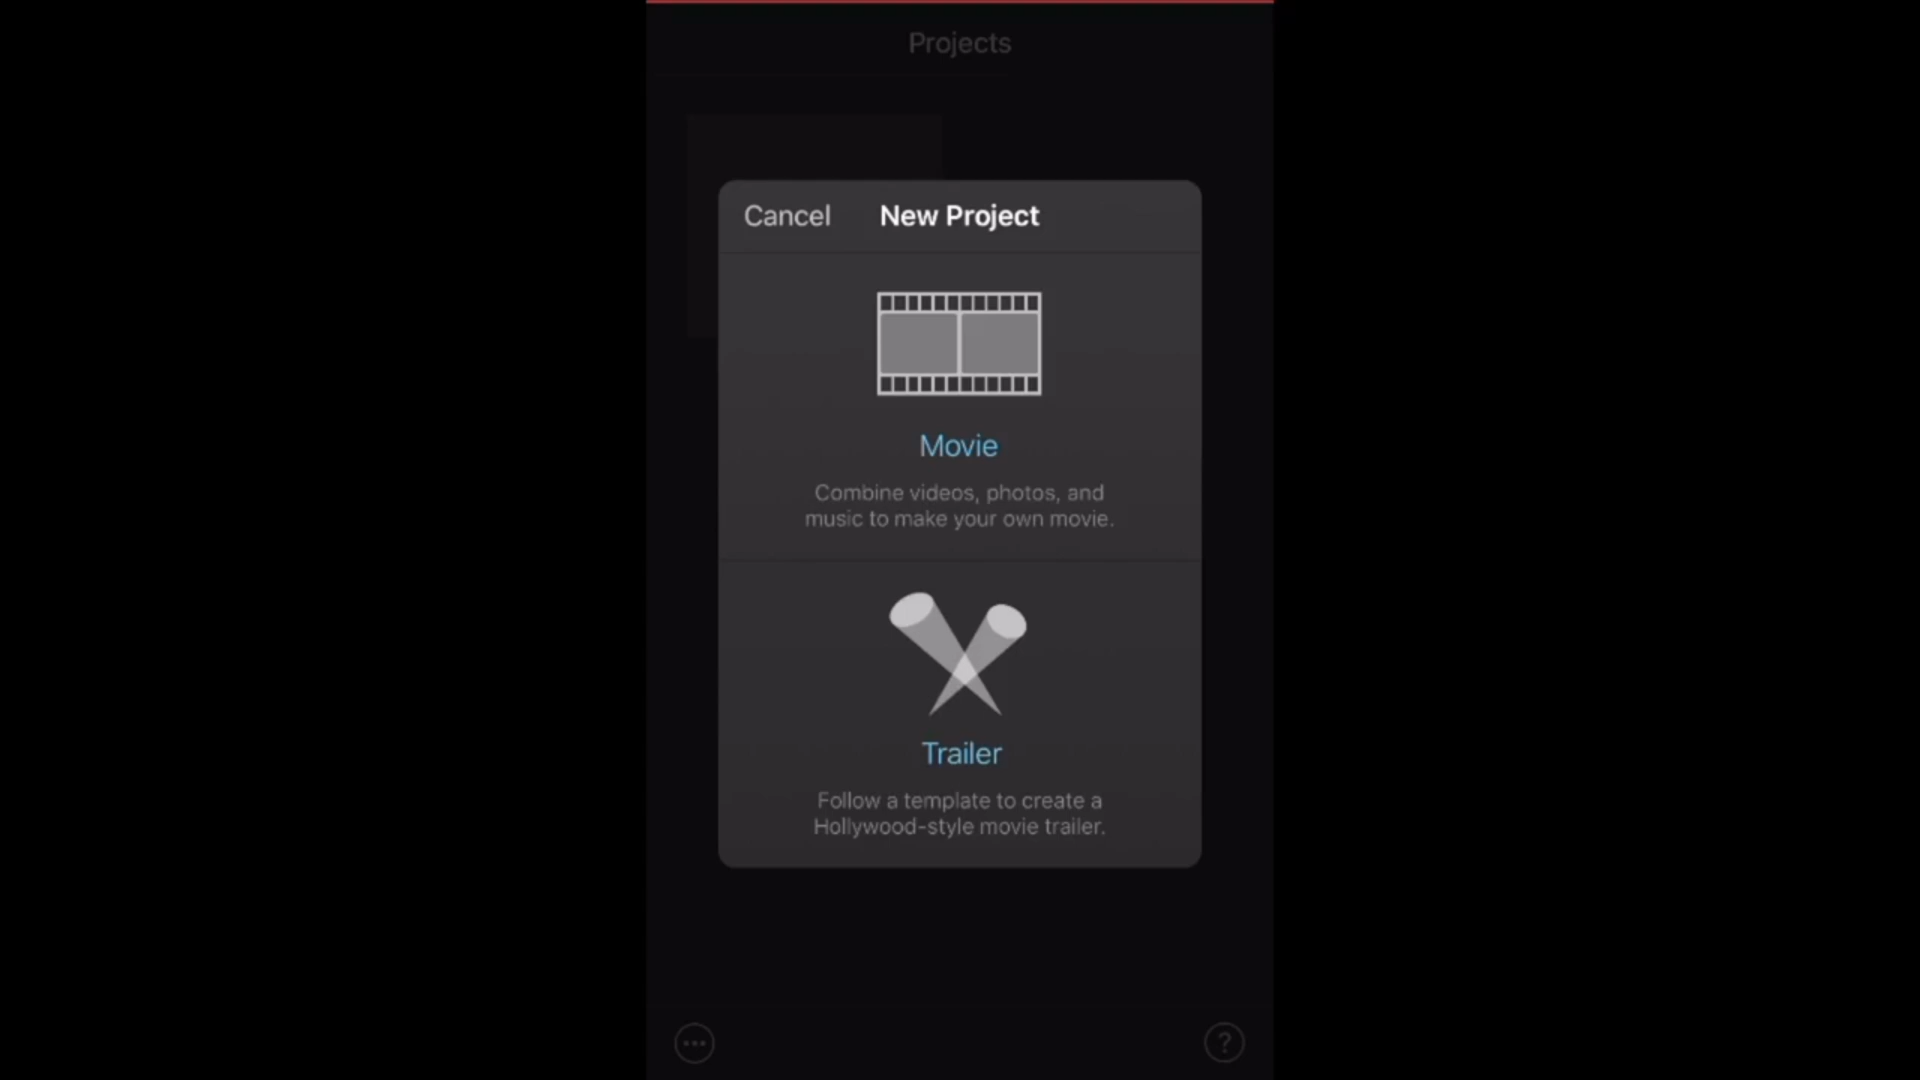 Projects
Cancel
New Project
Movie
Combine videos, photos, and
music to make your own movie.
Trailer
Follow a template to create a
Hollywood-style movie trailer.
?